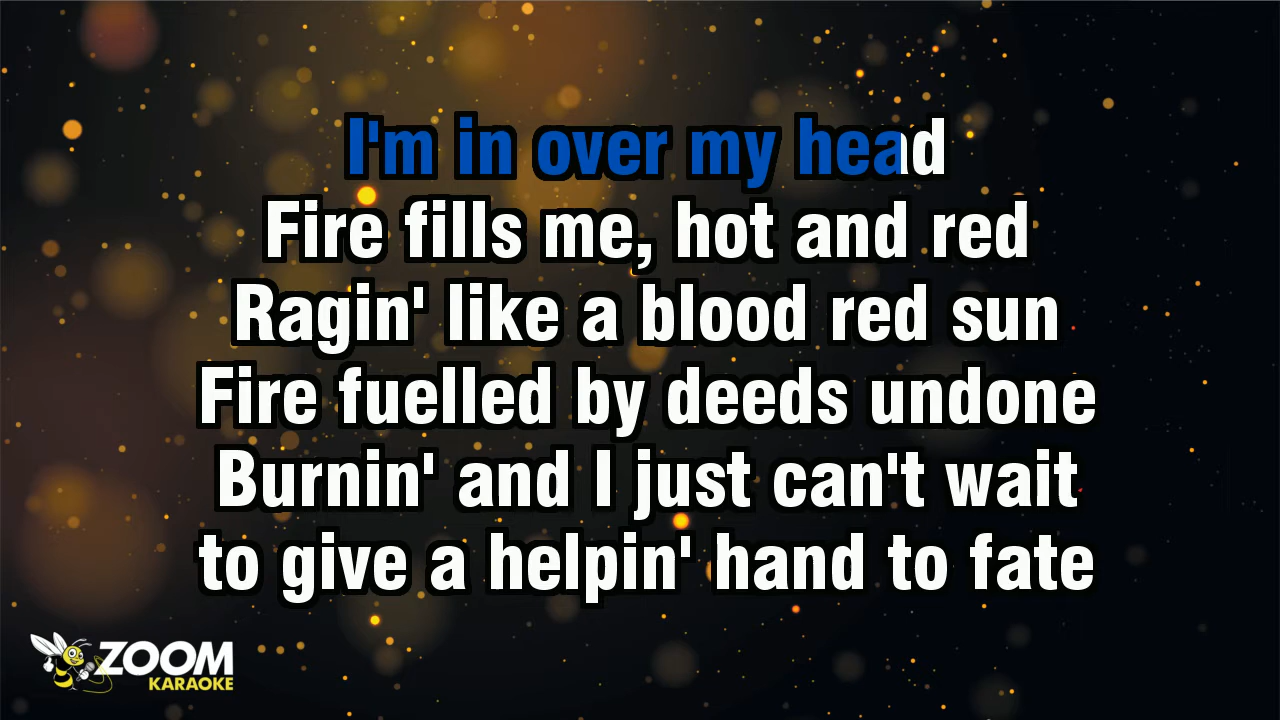 I'm in over my head
Fire fills me, hot and red
Ragin' like a blood red sun
Fire fuelled by deeds undone
Burnin' and I just can't wait
to give a helpin' hand to fate
ZOOM
KARAOKE